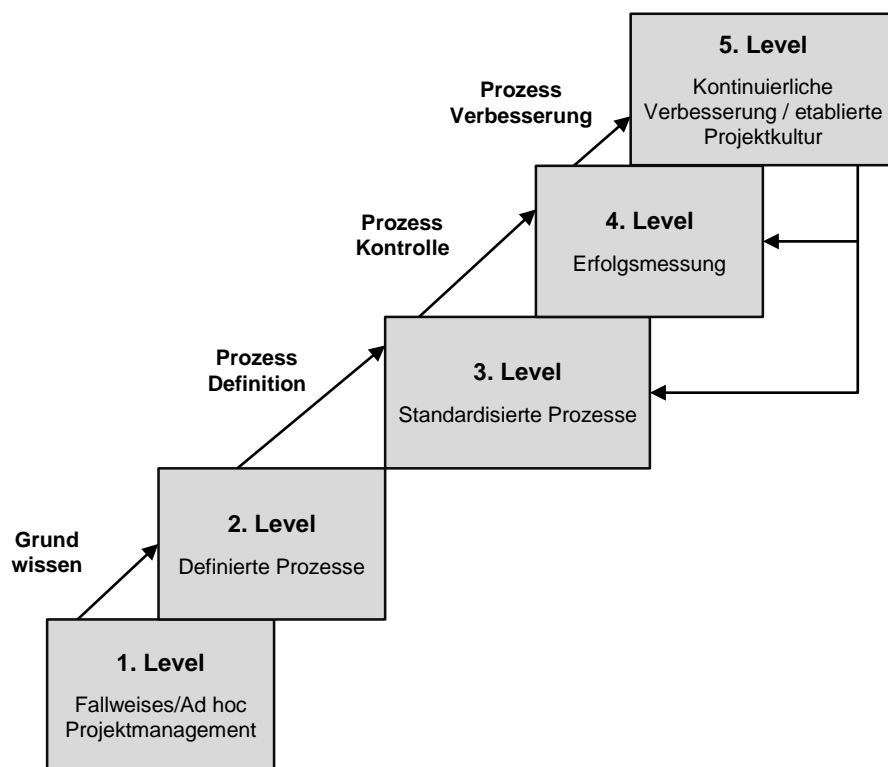 5. Level
Kontinuierliche
Verbesserung / etablierte
Projektkultur
Prozess
Verbesserung
4. Level
Erfolgsmessung
Prozess
Kontrolle
3. Level
Standardisierte Prozesse
Prozess
Definition
2. Level
Definierte Prozesse
Grund
wissen
1. Level
Fallweises/Ad hoc
Projektmanagement